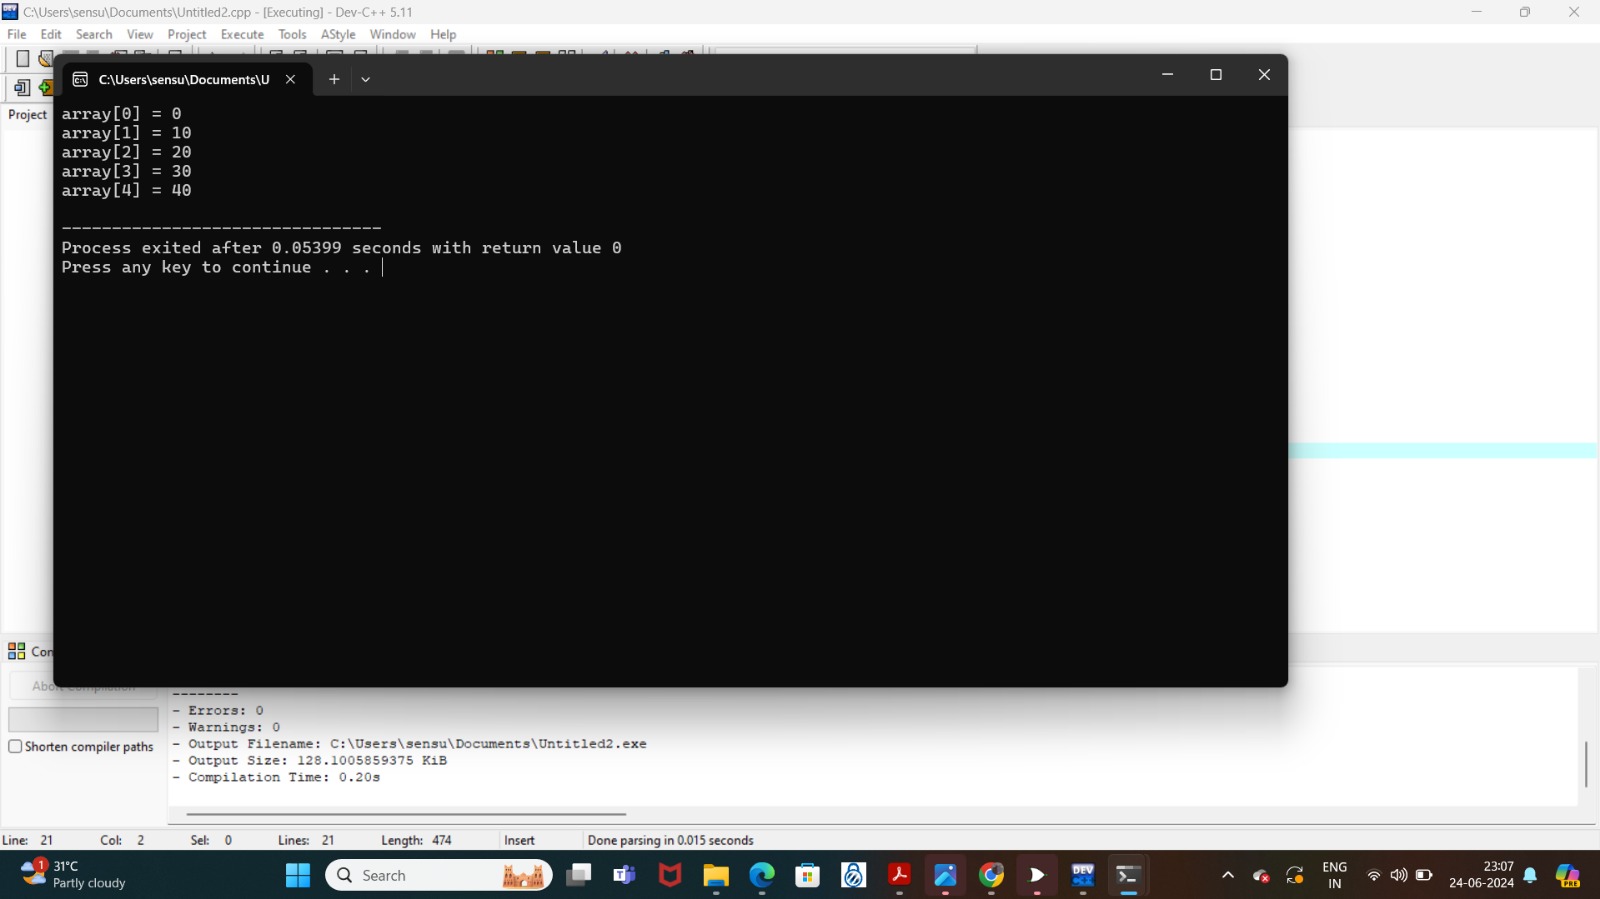 C:\Users\sensu\Documents\Untitled2.cpp - [Executing] - Dev-C++ 5.11
File Edit Search View Project Execute Tools AStyle Window Help
C:\Users\sensu\Documents\U
Project
array[0] = 0
array[1] = 10
array[2] = 20
array[3] = 30
array[4] = 40
--------------------------------
Process exited after 0.05399 seconds with return value 0
Press any key to continue . . .
--------
- Errors: 0
- Warnings: 0
- Output Filename: C:\Users\sensu\Documents\Untitled2.exe
- Output Size: 128.1005859375 KiB
- Compilation Time: 0.20s
Shorten compiler paths
Line: 21 Col: 2 Sel: 0 Lines: 21 Length: 474 Insert Done parsing in 0.015 seconds
1
31°C
Partly cloudy
Search
DEV
ENG
IN
23:07
24-06-2024
PRE